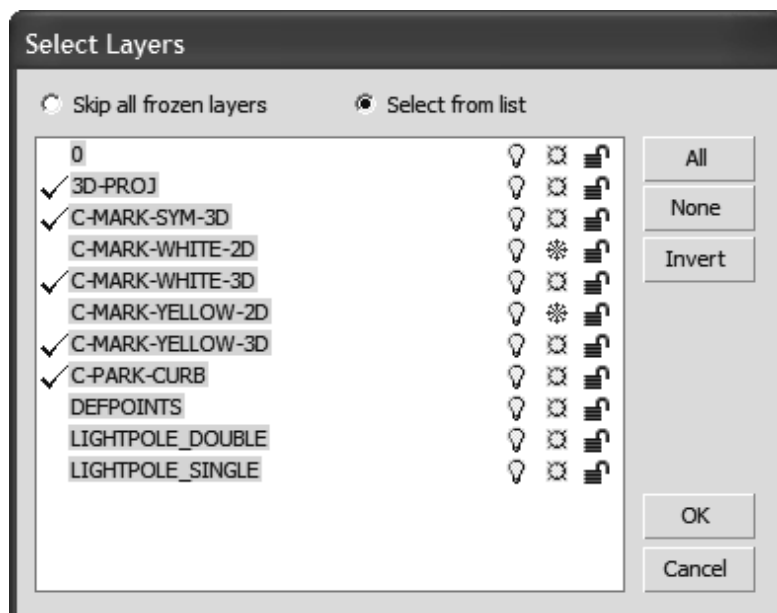 Select Layers
Skip all frozen layers Select from list
0
3D-PROJ
C-MARK-SYM-3D
C-MARK-WHITE-2D
C-MARK-WHITE-3D
C-MARK-YELLOW-2D
C-MARK-YELLOW-3D
C-PARK-CURB
DEFPOINTS
LIGHTPOLE_DOUBLE
LIGHTPOLE_SINGLE
All
None
Invert
OK
Cancel